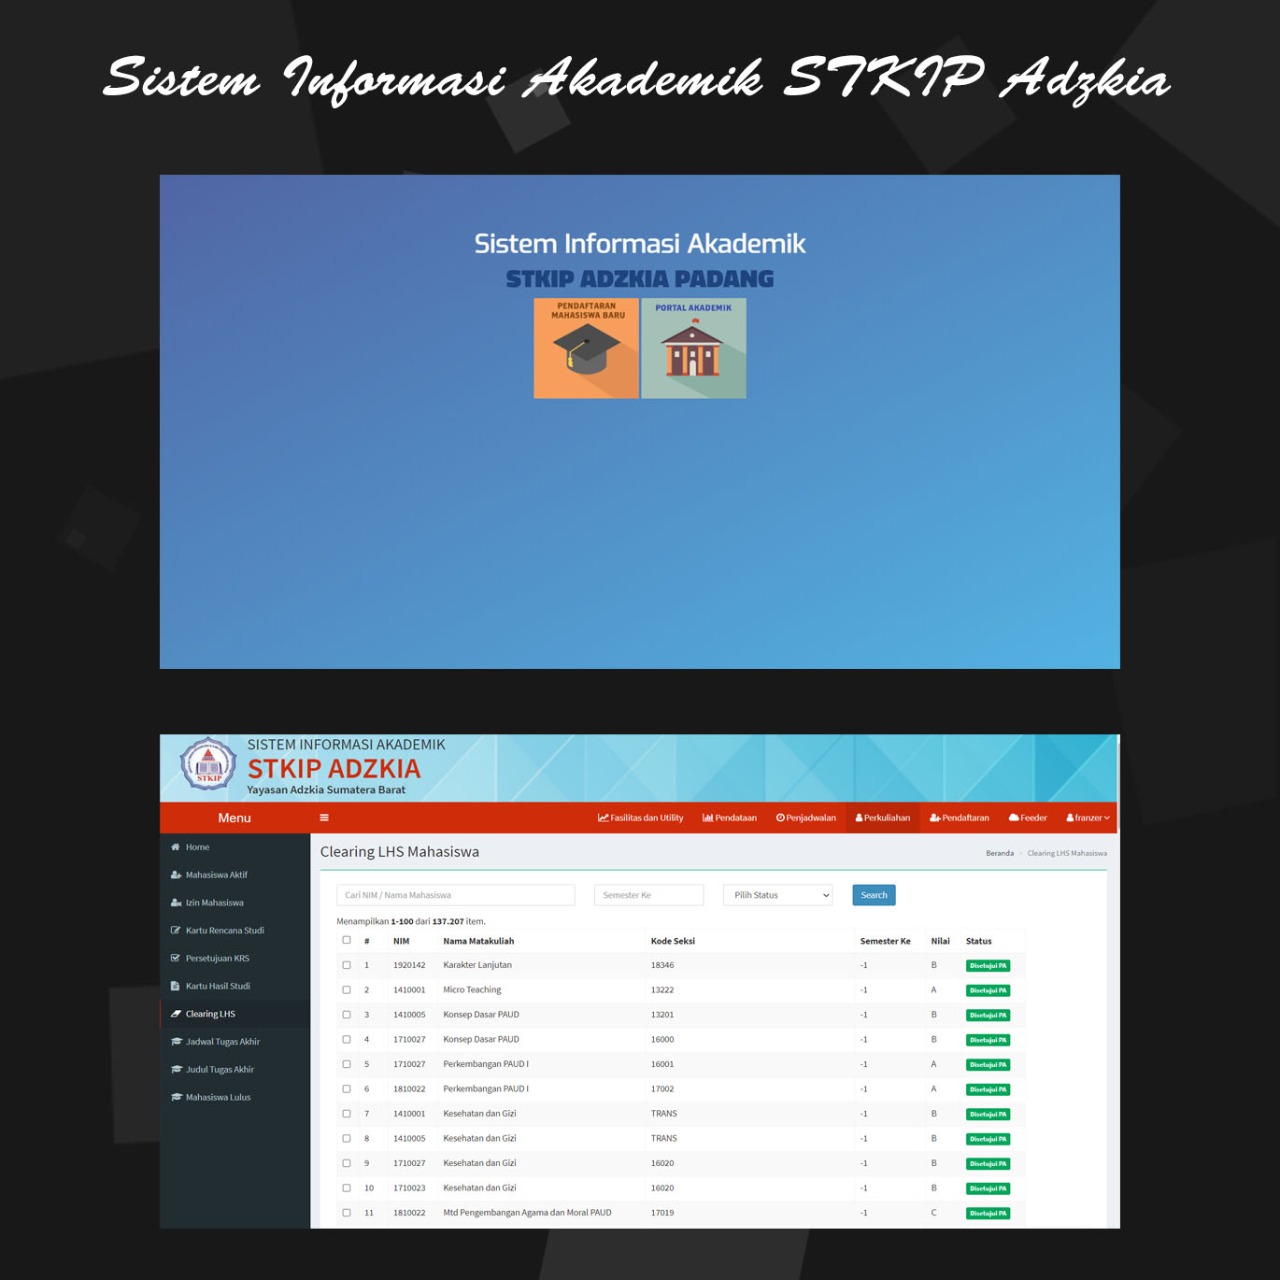 Sistem Informasi Akademik STKIP Adzkia
Sistem Informasi Akademik
STKIP ADZKIA PADANG
PENDAFTARAN
MAHASISWA BARU
PORTAL AKADEMIK
STKIP
SISTEM INFORMASI AKADEMIK
STKIP ADZKIA
Yayasan Adzkia Sumatera Barat
Menu Fasilitas dan Utility Pendataan Penjadwalan Perkuliahan Pendaftaran Feeder franzer
Home
Mahasiswa Aktif
Izin Mahasiswa
Kartu Rencana Studi
Persetujuan KRS
Kartu Hasil Studi
Clearing LHS
Jadwal Tugas Akhir
Judul Tugas Akhir
Mahasiswa Lulus
Clearing LHS Mahasiswa
Beranda - Clearing LHS Mahasiswa
Cari NIM / Nama Mahasiswa Semester Ke Pilih Status Search
Menampilkan 1-100 dari 137.207 item.
# NIM Nama Matakuliah Kode Seksi Semester Ke Nilai Status
1 1920142 Karakter Lanjutan 18346 -1 B Disetujui PA
2 1410001 Micro Teaching 13222 -1 A Disetujui PA
3 1410005 Konsep Dasar PAUD 13201 -1 B Disetujui PA
4 1710027 Konsep Dasar PAUD 16000 -1 B Disetujui PA
5 1710027 Perkembangan PAUD I 16001 -1 A Disetujui PA
6 1810022 Perkembangan PAUD I 17002 -1 A Disetujui PA
7 1410001 Kesehatan dan Gizi TRANS -1 B Disetujui PA
8 1410005 Kesehatan dan Gizi TRANS -1 B Disetujui PA
9 1710027 Kesehatan dan Gizi 16020 -1 B Disetujui PA
10 1710023 Kesehatan dan Gizi 16020 -1 B Disetujui PA
11 1810022 Mtd Pengembangan Agama dan Moral PAUD 17019 -1 C Disetujui PA